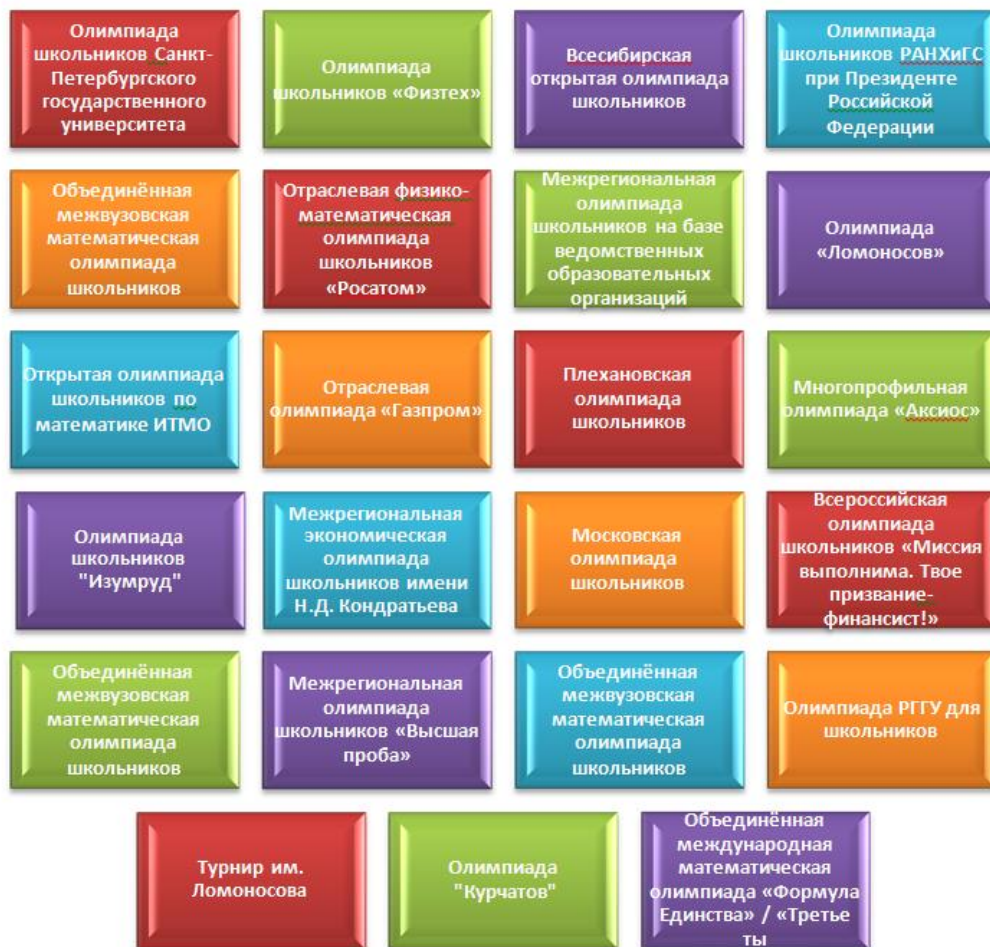 Олимпиада
школьников Санкт-
Петербургского
государственного
университета
Олимпиада
школьников «Физтех»
Всесибирская
открытая олимпиада
школьников
Олимпиада
школьников РАНХиГС
при Президенте
Российской
Федерации
Объединённая
межвузовская
математическая
олимпиада
школьников
Отраслевая физико-
математическая
олимпиада
школьников
«Росатом»
Межрегиональная
олимпиада
школьников на базе
ведомственных
образовательных
организаций
Олимпиада
«Ломоносов»
Открытая олимпиада
школьников по
математике ИТМО
Отраслевая
олимпиада «Газпром»
Плехановская
олимпиада
школьников
Многопрофильная
олимпиада «Аксиос»
Олимпиада
школьников
"Изумруд"
Межрегиональная
экономическая
олимпиада
школьников имени
Н.Д. Кондратьева
Московская
олимпиада
школьников
Всероссийская
олимпиада
школьников «Миссия
выполнима. Твое
призвание-
финансист!»
Объединённая
межвузовская
математическая
олимпиада
школьников
Межрегиональная
олимпиада
школьников «Высшая
проба»
Объединённая
межвузовская
математическая
олимпиада
школьников
Олимпиада РГГУ для
школьников
Турнир им.
Ломоносова
Олимпиада
"Курчатов"
Объединённая
международная
математическая
олимпиада «Формула
Единства» / «Третье
ты